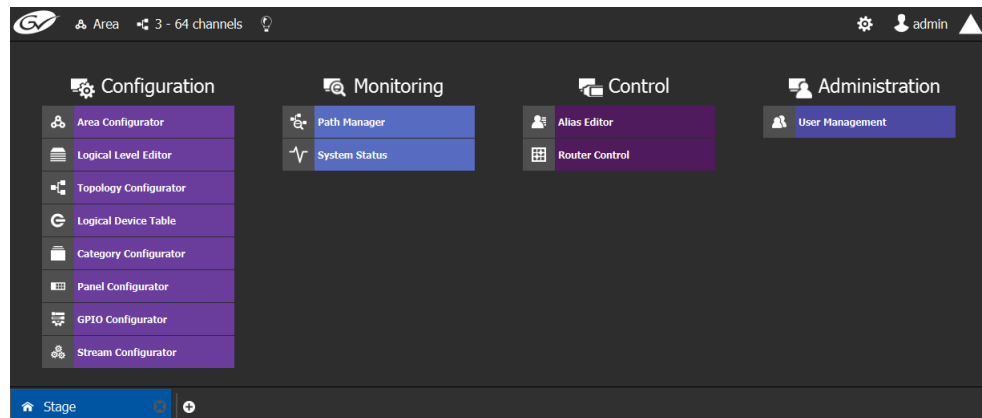 GV Area 3 - 64 channels admin
Configuration
Area Configurator
Logical Level Editor
Topology Configurator
Logical Device Table
Category Configurator
Panel Configurator
GPIO Configurator
Stream Configurator
Monitoring
Path Manager
System Status
Control
Alias Editor
Router Control
Administration
User Management
Stage